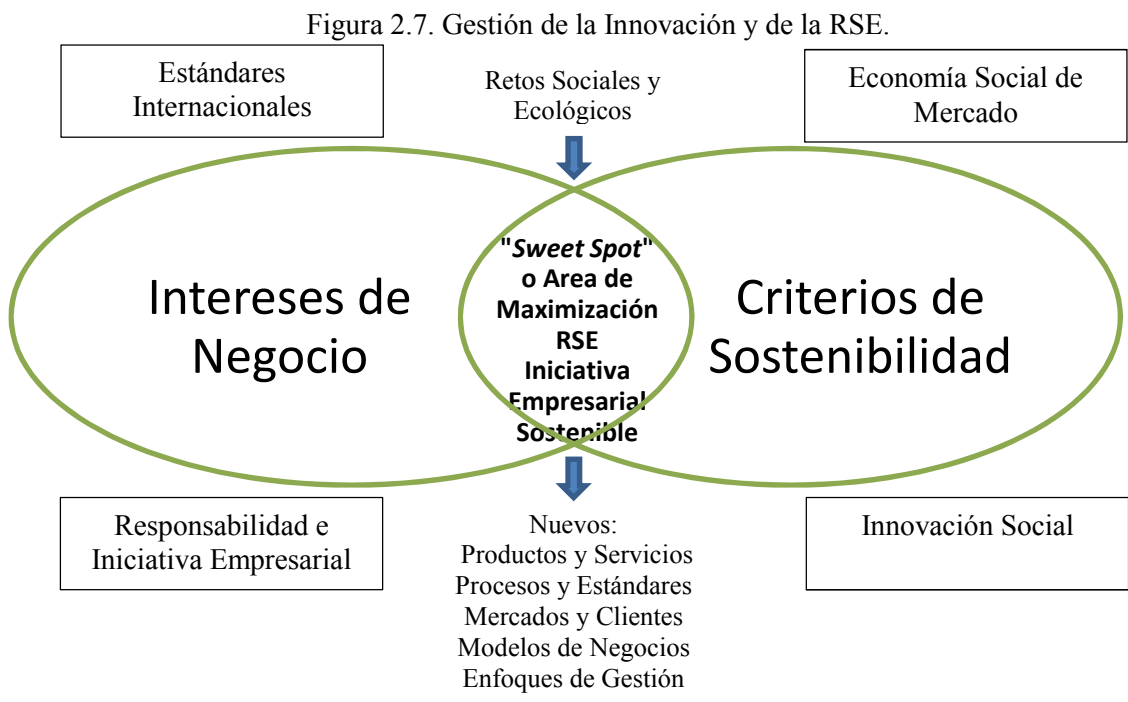 Figura 2.7. Gestión de la Innovación y de la RSE.
Estándares
Internacionales
Retos Sociales y
Ecológicos
Economía Social de
Mercado
Intereses de
Negocio
"Sweet Spot"
o Area de
Maximización
RSE
Iniciativa
Empresarial
Sostenible
Criterios de
Sostenibilidad
Responsabilidad e
Iniciativa Empresarial
Nuevos:
Productos y Servicios
Procesos y Estándares
Mercados y Clientes
Modelos de Negocios
Enfoques de Gestión
Innovación Social